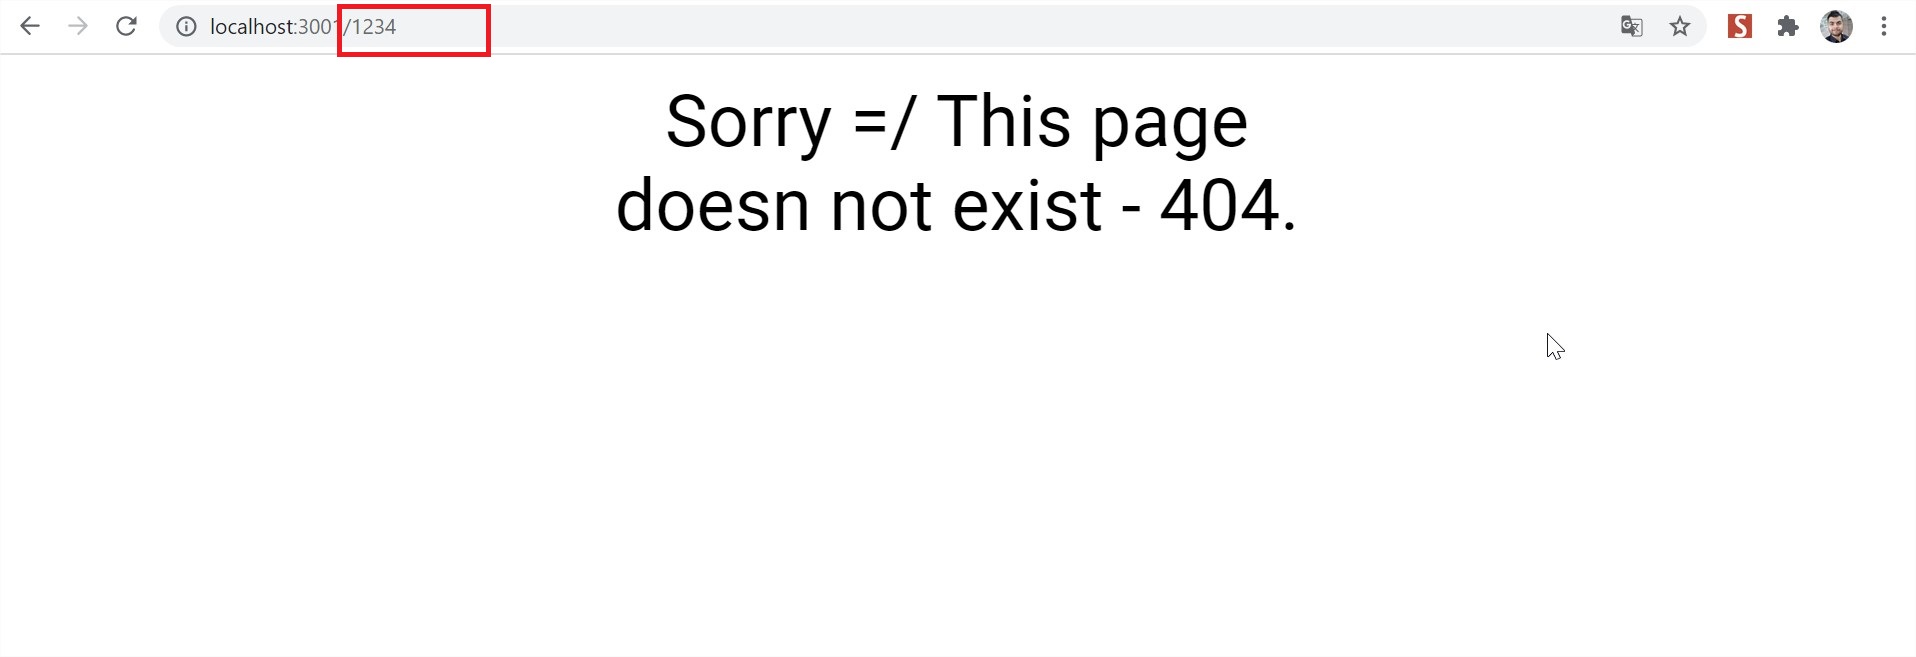 localhost:3001/1234
S
Sorry =/ This page
doesn not exist - 404.